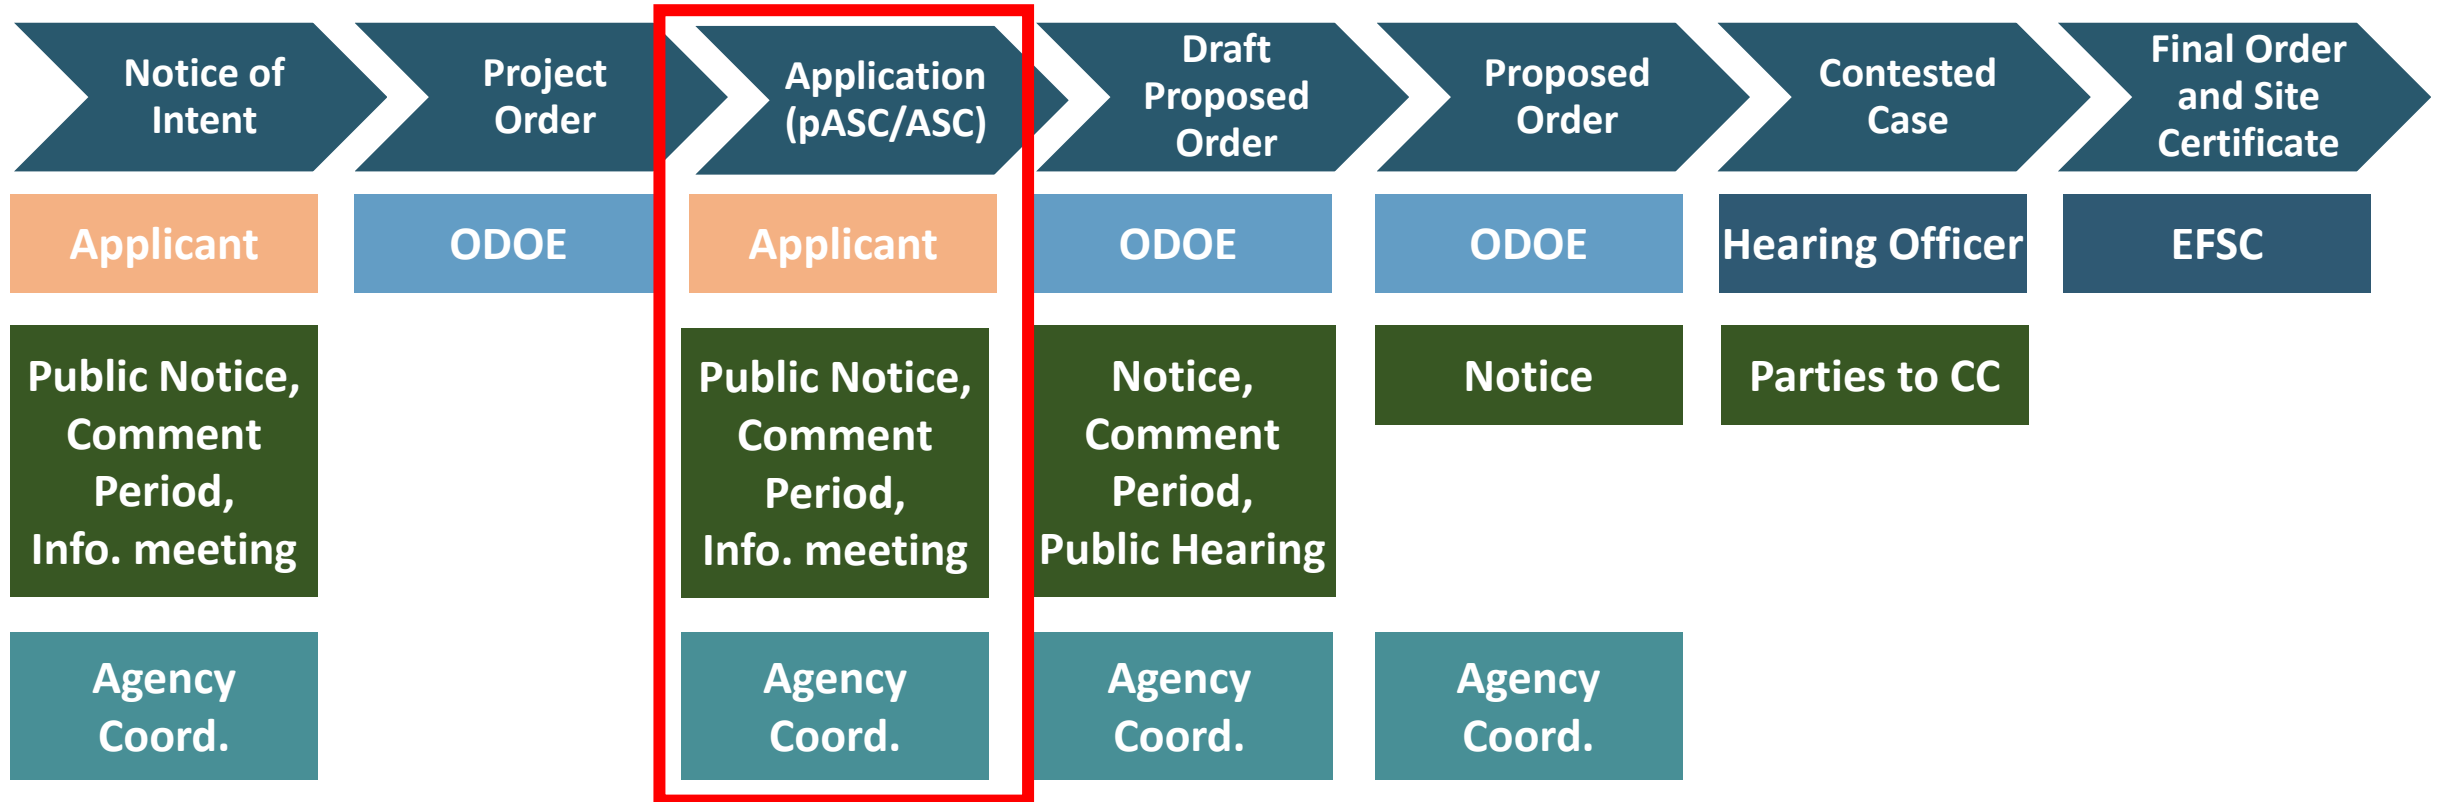 Notice of
Intent
Project
Order
Application
(pASC/ASC)
Draft
Proposed
Order
Proposed
Order
Contested
Case
Final Order
and Site
Certificate
Applicant
ODOE
Applicant
ODOE
ODOE
Hearing Officer
EFSC
Public Notice,
Comment
Period,
Info. meeting
Public Notice,
Comment
Period,
Info. meeting
Notice,
Comment
Period,
Public Hearing
Notice
Parties to CC
Agency
Coord.
Agency
Coord.
Agency
Coord.
Agency
Coord.